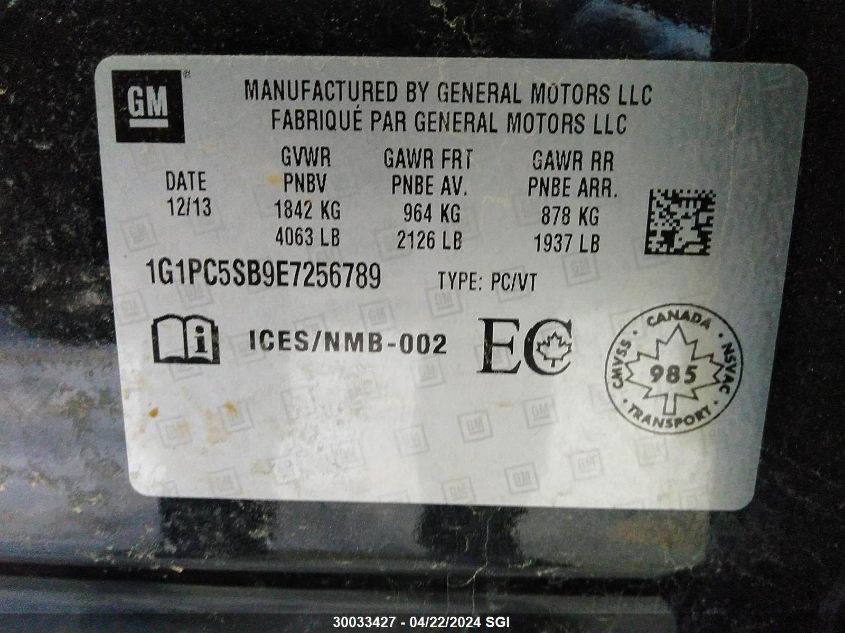 GM®
MANUFACTURED BY GENERAL MOTORS LLC
FABRIQUÉ PAR GENERAL MOTORS LLC
GVWR GAWR FRT GAWR RR
DATE PNBV PNBE AV. PNBE ARR.
12/13 1842 KG 964 KG 878 KG
4063 LB 2126 LB 1937 LB
1G1PC5SB9E7256789 TYPE: PC/VT
i ICES/NMB-002 EC
CANADA
CMVSS 985 NSVAC
TRANSPORT
30033427 - 04/22/2024 SGI